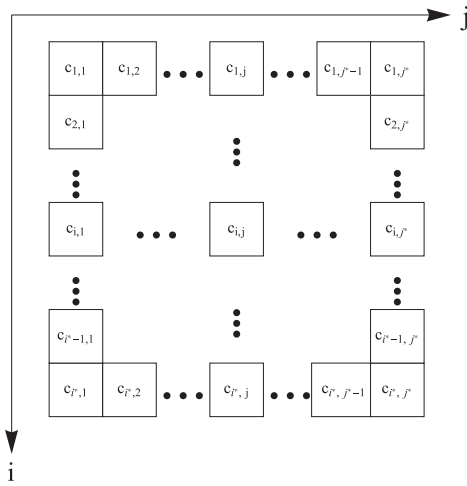 j
c1,1 c1,2 ••• c1,j ••• c1,j*−1 c1,j*
c2,1 c2,j*
ci,1 ••• ci,j ••• ci,j*
ci*−1,1 ci*−1, j*
ci*,1 ci*,2 ••• ci*, j ••• ci*, j*−1 ci*, j*
i